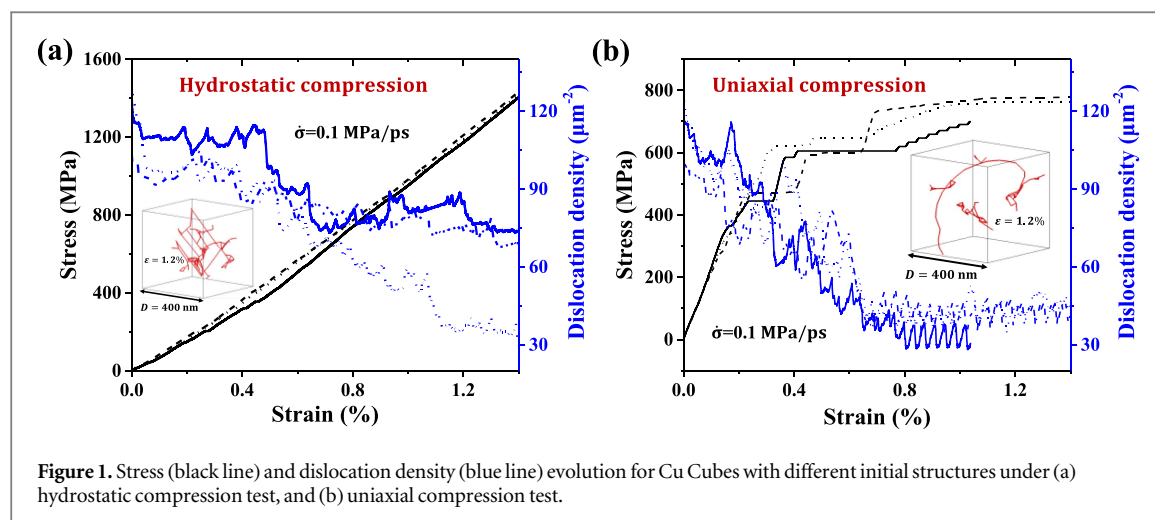 (a)
Hydrostatic compression
σ̇=0.1 MPa/ps
Stress (MPa)
1600
1200
800
400
0
0.0 0.4 0.8 1.2
Strain (%)
120
90
60
30
Dislocation density (μm⁻²)
ε = 1.2%
D = 400 nm
(b)
Uniaxial compression
σ̇=0.1 MPa/ps
Stress (MPa)
800
600
400
200
0
0.0 0.4 0.8 1.2
Strain (%)
120
90
60
30
Dislocation density (μm⁻²)
ε = 1.2%
D = 400 nm
Figure 1. Stress (black line) and dislocation density (blue line) evolution for Cu Cubes with different initial structures under (a)
hydrostatic compression test, and (b) uniaxial compression test.